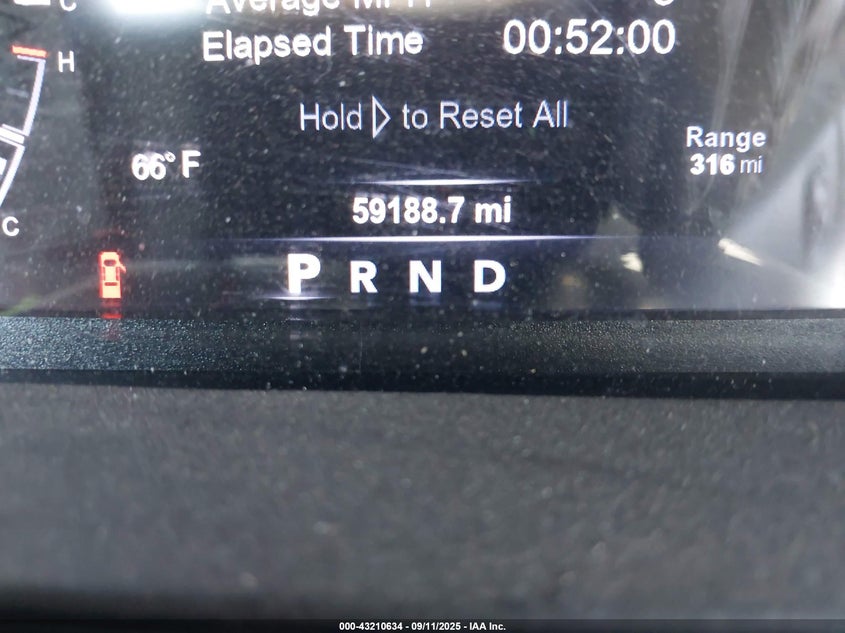 C
Elapsed Time 00:52:00
H
Hold ▷ to Reset All
Range
316 mi
66° F
59188.7 mi
C
P R N D
000-43210634 - 09/11/2025 - IAA Inc.